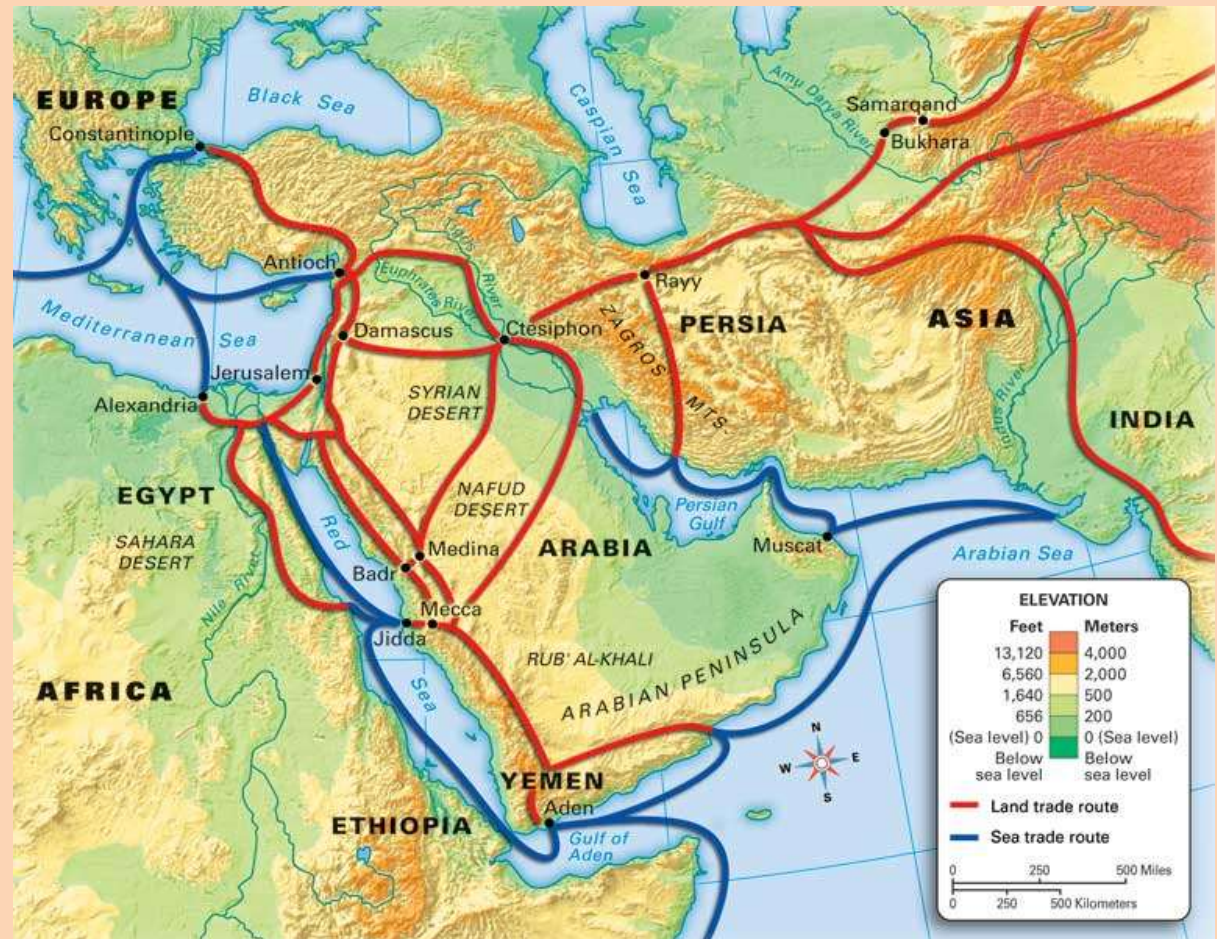 EUROPE
Constantinople
Black Sea
Caspian
Sea
Amu Darya River
Samarqand
Bukhara
Antioch
Tigris
River
Euphrates River
Rayy
Mediterranean Sea
Damascus
Ctesiphon
ZAGROS
MTS.
PERSIA
ASIA
Jerusalem
Alexandria
SYRIAN
DESERT
Indus River
INDIA
EGYPT
NAFUD
DESERT
Persian
Gulf
SAHARA
DESERT
Red
Medina
ARABIA
Muscat
Arabian Sea
Badr
Nile River
Mecca
Jidda
RUB' AL-KHALI
ARABIAN PENINSULA
AFRICA
Sea
YEMEN
Aden
ETHIOPIA
Gulf of
Aden
N
W E
S
ELEVATION
Feet Meters
13,120 4,000
6,560 2,000
1,640 500
656 200
(Sea level) 0 0 (Sea level)
Below Below
sea level sea level
Land trade route
Sea trade route
0 250 500 Miles
0 250 500 Kilometers